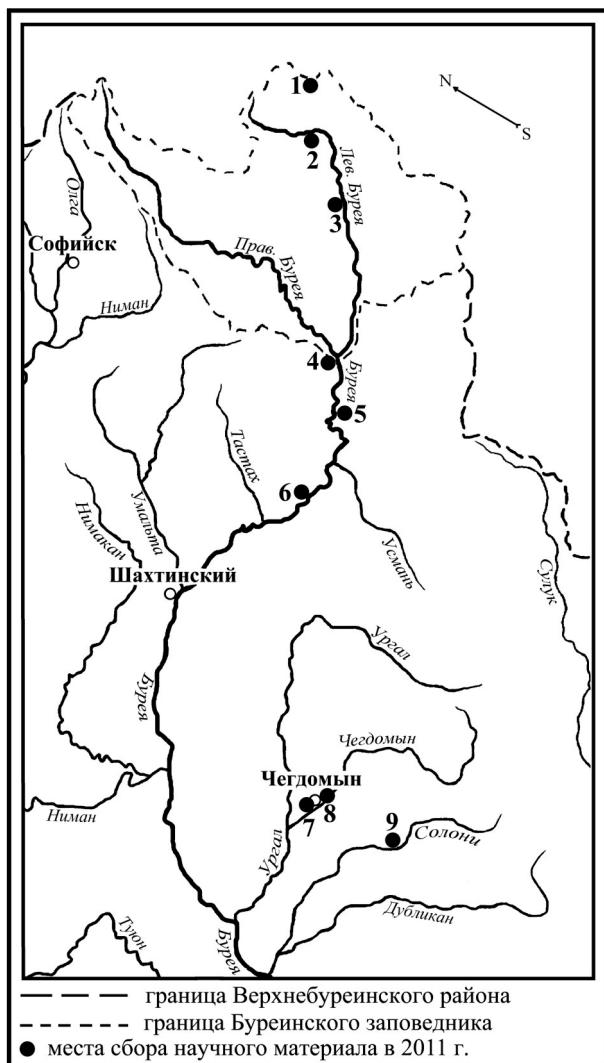 1
N
S
2
Лев. Бурея
Олга
3
Софийск
Прав. Бурея
Ниман
4
Бурея
5
Тастах
6
Умальта
Нимакан
Усмань
Шахтинский
Сулук
Ургал
Бурея
Чегдомын
Чегдомын
7
8
9
Солони
Ниман
Ургал
Дубликан
Туюн
Бурея
граница Верхнебуреинского района
граница Буреинского заповедника
места сбора научного материала в 2011 г.